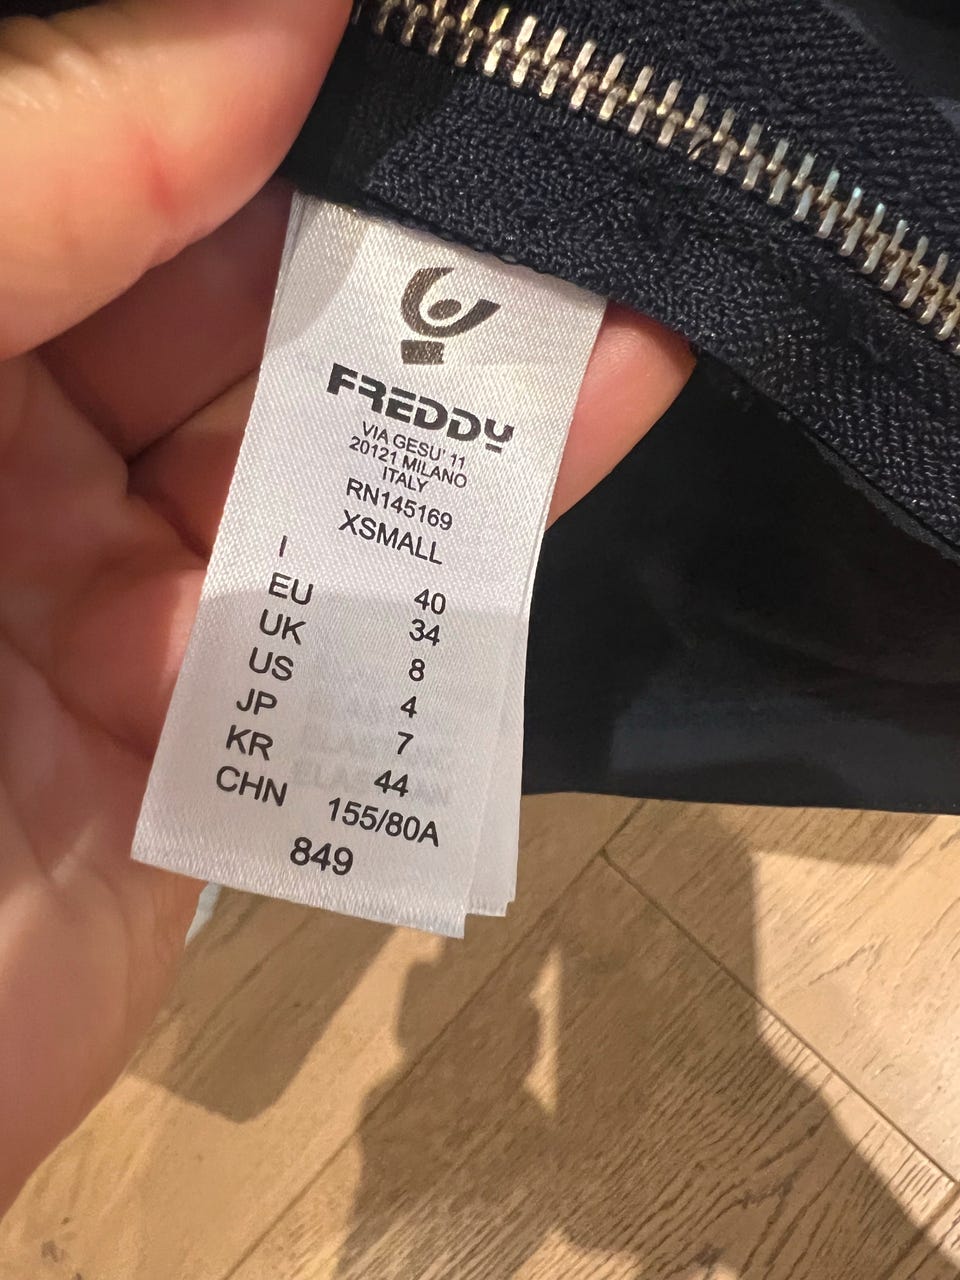 FREDDY
VIA GESU' 11
20121 MILANO
ITALY
RN145169
XSMALL
I 40
EU 34
UK 8
US 4
JP 7
KR 44
CHN 155/80A
849